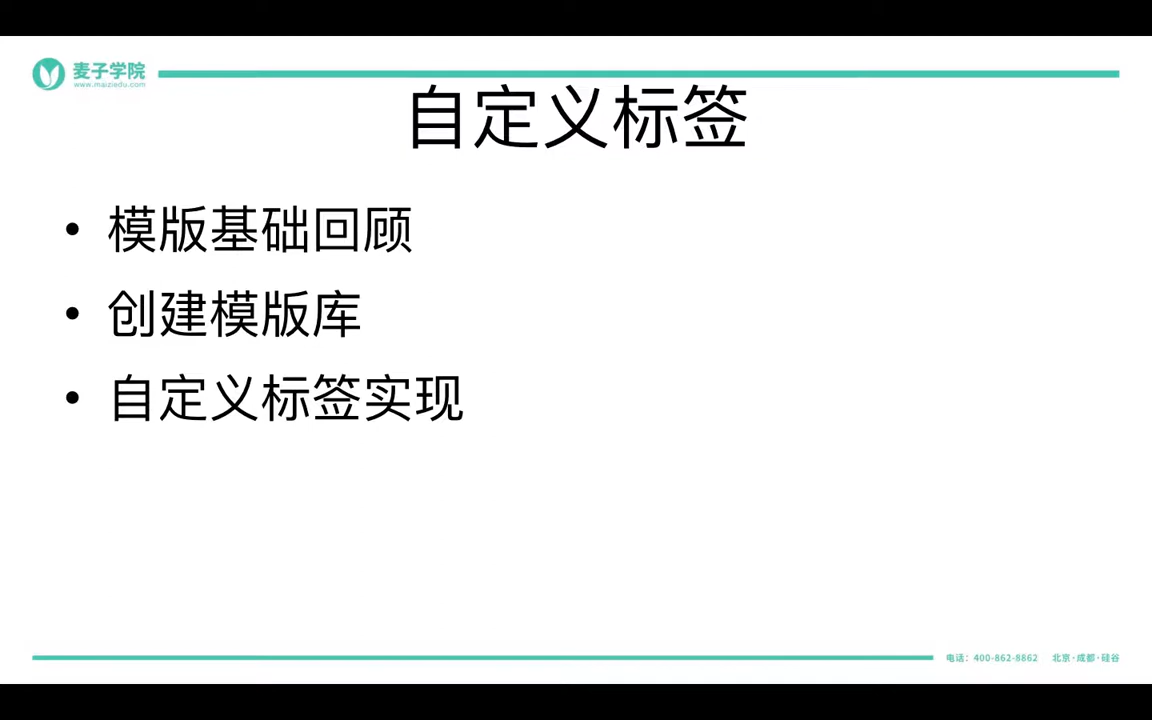 麦子学院
www.maiziedu.com
自定义标签
• 模版基础回顾
• 创建模版库
• 自定义标签实现
电话：400-862-8862 北京·成都·硅谷